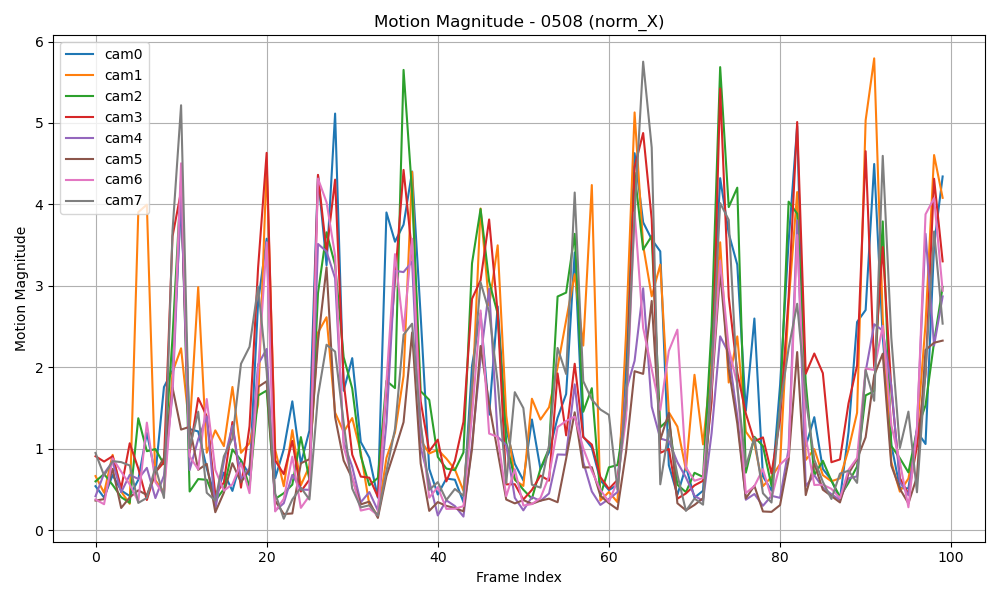 Motion Magnitude - 0508 (norm_X)
cam0
cam1
cam2
cam3
cam4
cam5
cam6
cam7
Motion Magnitude
6
5
4
3
2
1
0
0 20 40 60 80 100
Frame Index